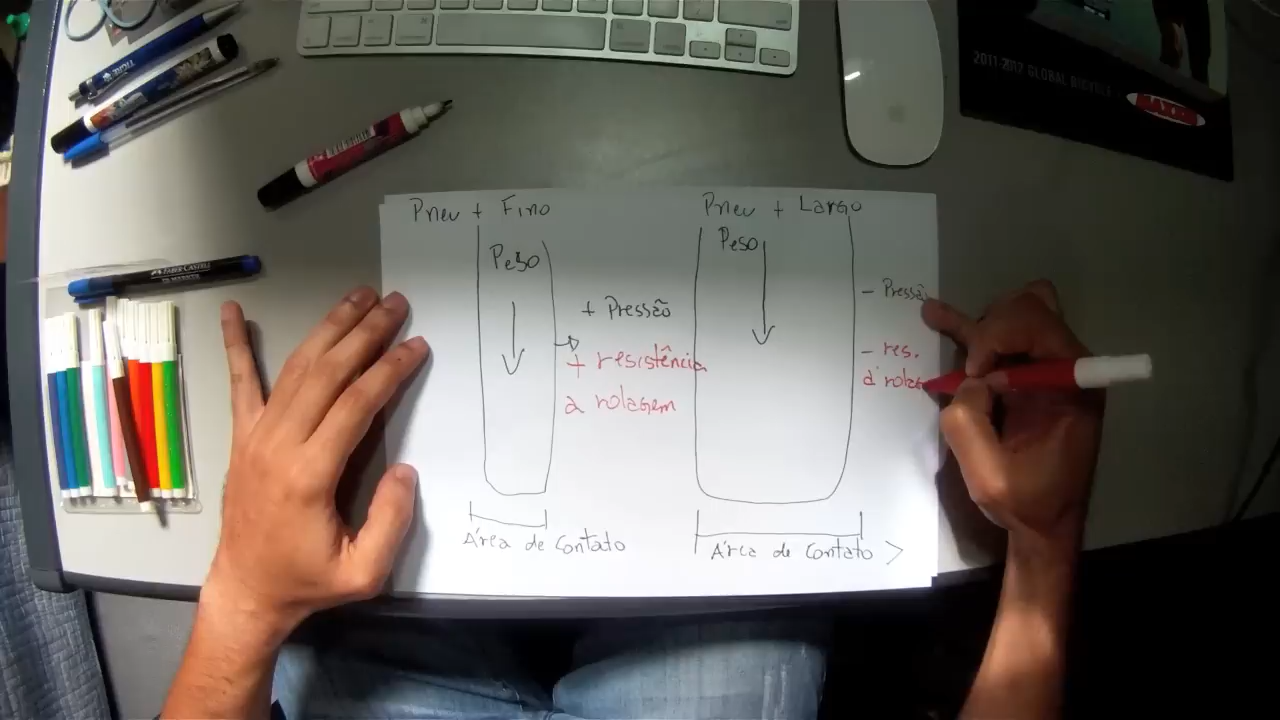 2011-2012 GLOBAL BICYCLE
FABER-CASTELL
Pneu + Fino
Peso
+ Pressão
+ resistência
a rolagem
Área de Contato
Pneu + Largo
Peso
- Pressão
- res.
Área de Contato >